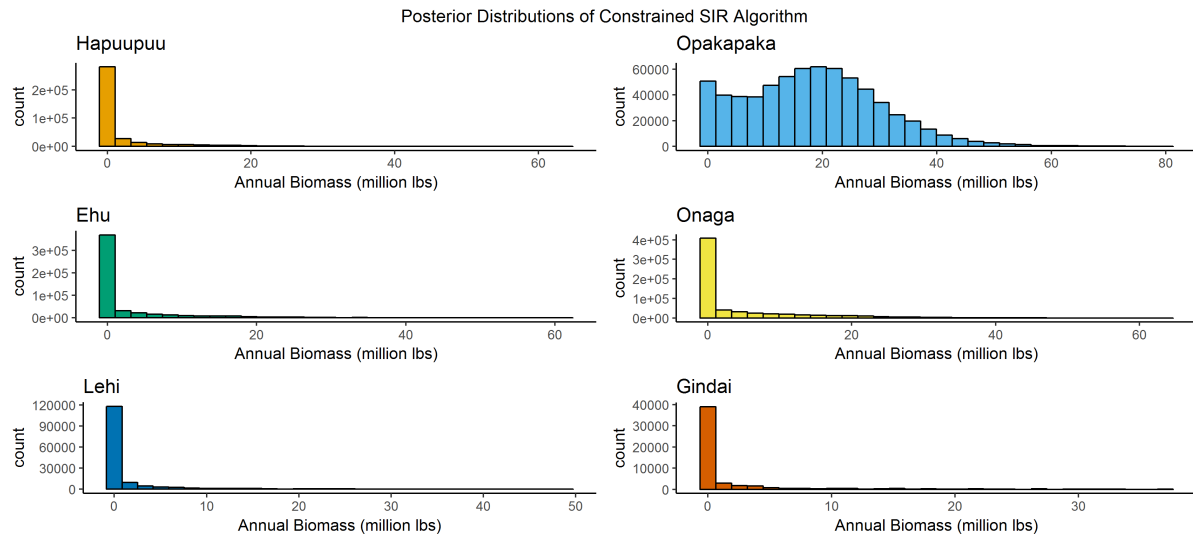 Posterior Distributions of Constrained SIR Algorithm
Hapuupuu
count
2e+05
1e+05
0e+00
0 20 40 60
Annual Biomass (million lbs)
Opakapaka
count
60000
40000
20000
0
0 20 40 60 80
Annual Biomass (million lbs)
Ehu
count
3e+05
2e+05
1e+05
0e+00
0 20 40 60
Annual Biomass (million lbs)
Onaga
count
4e+05
3e+05
2e+05
1e+05
0e+00
0 20 40 60
Annual Biomass (million lbs)
Lehi
count
120000
90000
60000
30000
0
0 10 20 30 40 50
Annual Biomass (million lbs)
Gindai
count
40000
30000
20000
10000
0
0 10 20 30
Annual Biomass (million lbs)